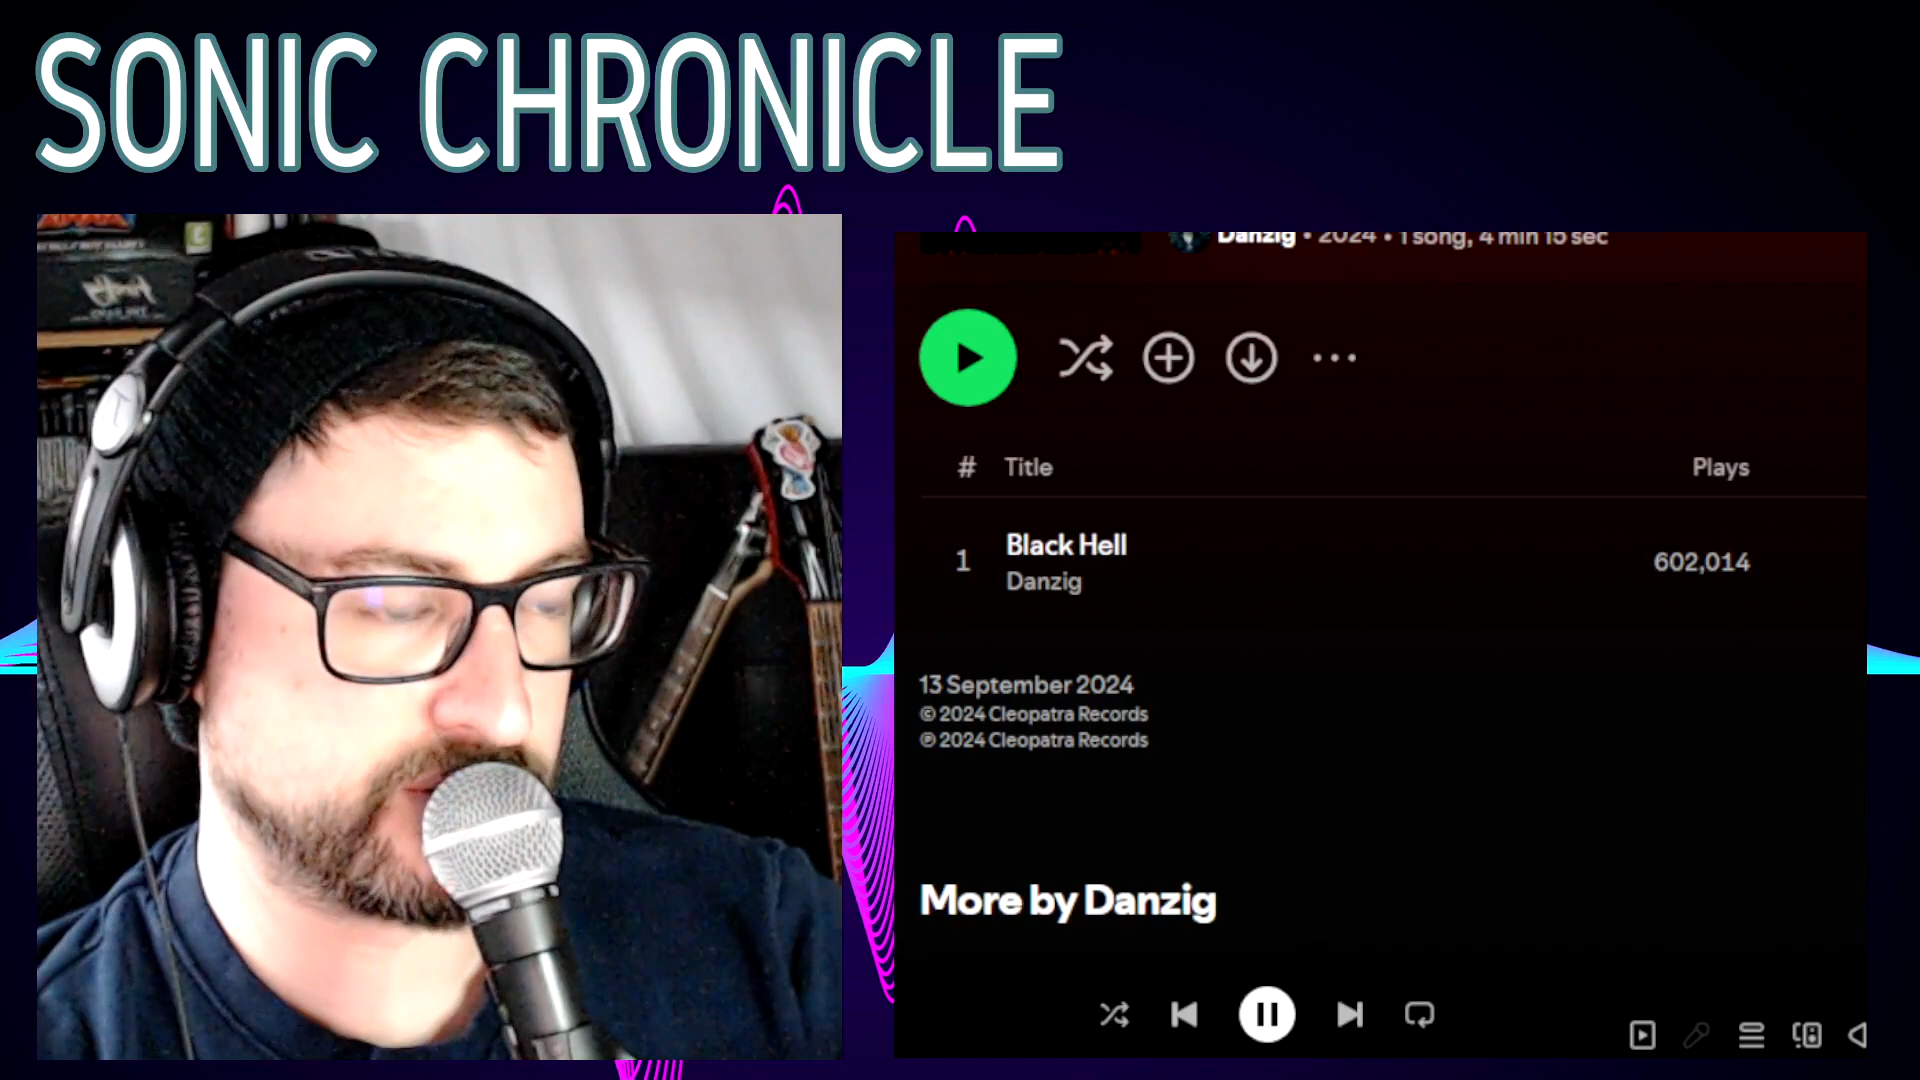 SONIC CHRONICLE
Danzig • 2024 • 1 song, 4 min 15 sec
# Title Plays
1 Black Hell 602,014
Danzig
13 September 2024
© 2024 Cleopatra Records
℗ 2024 Cleopatra Records
More by Danzig